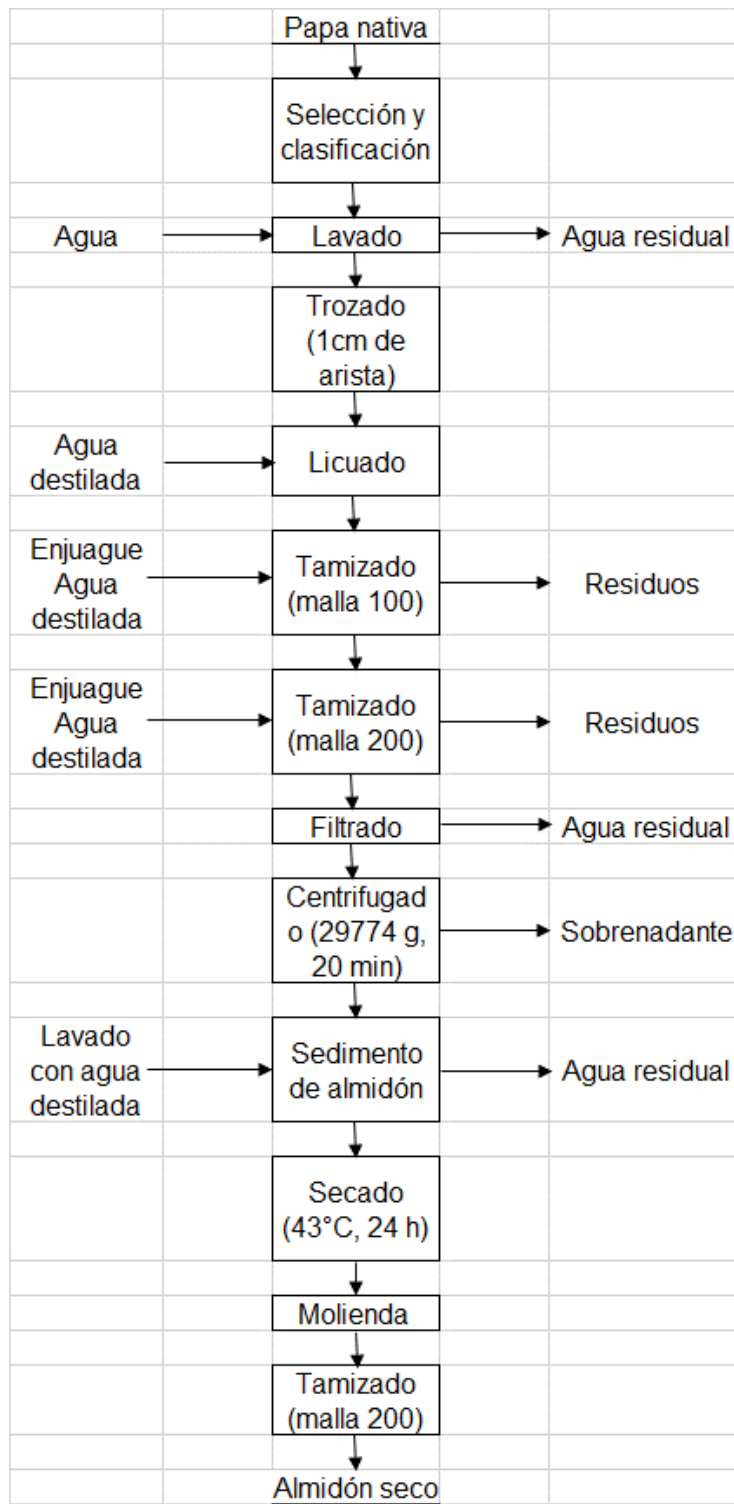 Papa nativa
Selección y
clasificación
Agua
Lavado
Agua residual
Trozado
(1cm de
arista)
Agua
destilada
Licuado
Enjuague
Agua
destilada
Tamizado
(malla 100)
Residuos
Enjuague
Agua
destilada
Tamizado
(malla 200)
Residuos
Filtrado
Agua residual
Centrifugad
o (29774 g,
20 min)
Sobrenadante
Lavado
con agua
destilada
Sedimento
de almidón
Agua residual
Secado
(43°C, 24 h)
Molienda
Tamizado
(malla 200)
Almidón seco